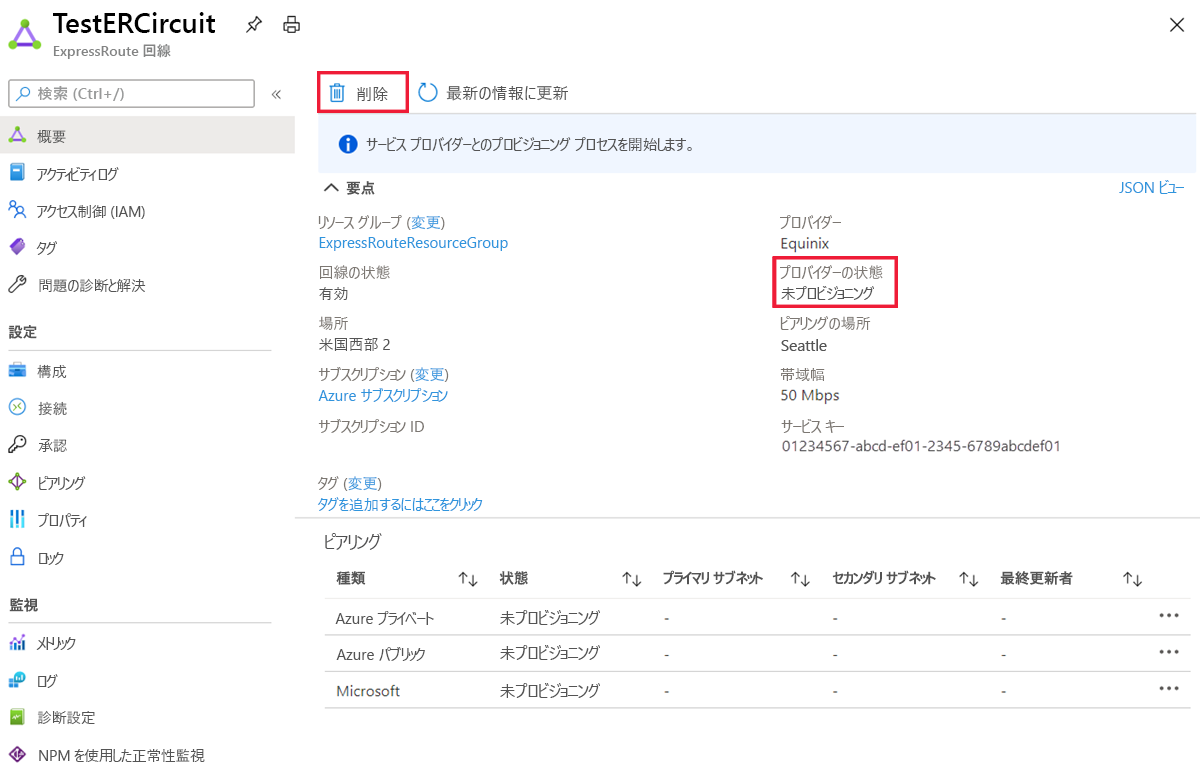 TestERCircuit
ExpressRoute 回線
検索 (Ctrl+/)
概要
アクティビティログ
アクセス制御 (IAM)
タグ
問題の診断と解決
設定
構成
接続
承認
ピアリング
プロパティ
ロック
監視
メトリック
ログ
診断設定
NPM を使用した正常性監視
削除
最新の情報に更新
サービス プロバイダーとのプロビジョニング プロセスを開始します。
要点
JSON ビュー
リソース グループ (変更)
ExpressRouteResourceGroup
回線の状態
有効
場所
米国西部 2
サブスクリプション (変更)
Azure サブスクリプション
サブスクリプション ID
タグ (変更)
タグを追加するにはここをクリック
プロバイダー
Equinix
プロバイダーの状態
未プロビジョニング
ピアリングの場所
Seattle
帯域幅
50 Mbps
サービス キー
01234567-abcd-ef01-2345-6789abcdef01
ピアリング
種類 状態 プライマリ サブネット セカンダリ サブネット 最終更新者
Azure プライベート 未プロビジョニング - - -
Azure パブリック 未プロビジョニング - - -
Microsoft 未プロビジョニング - - -